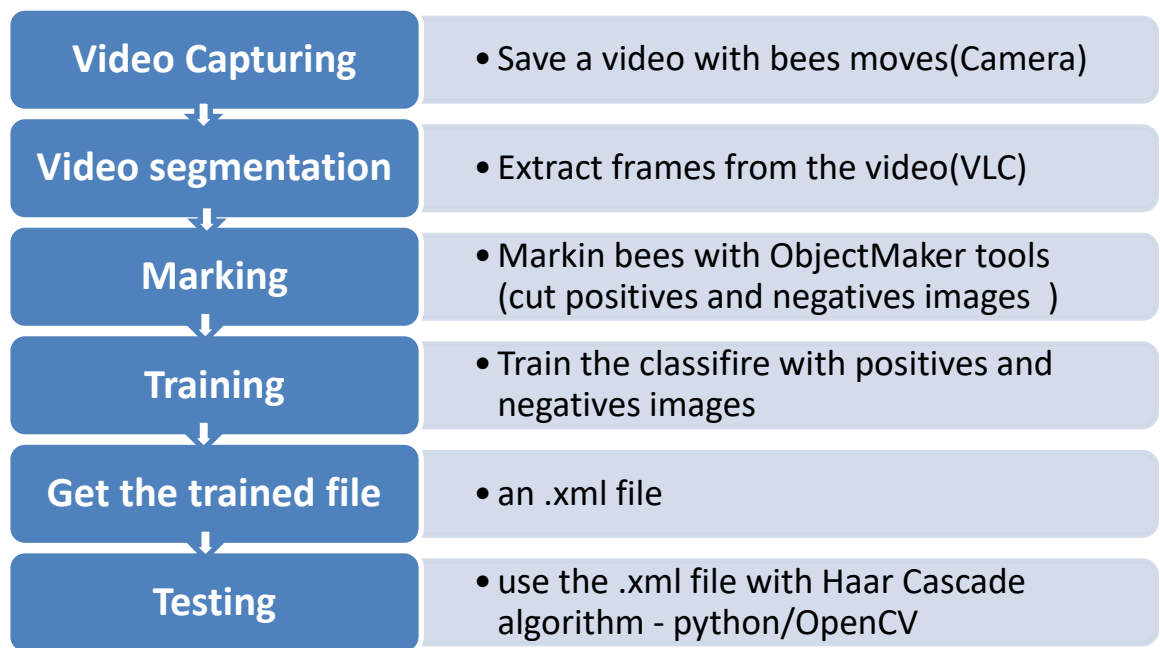 Video Capturing
• Save a video with bees moves(Camera)
Video segmentation
• Extract frames from the video(VLC)
Marking
• Markin bees with ObjectMaker tools
(cut positives and negatives images  )
Training
• Train the classifire with positives and
negatives images
Get the trained file
• an .xml file
Testing
• use the .xml file with Haar Cascade
algorithm - python/OpenCV